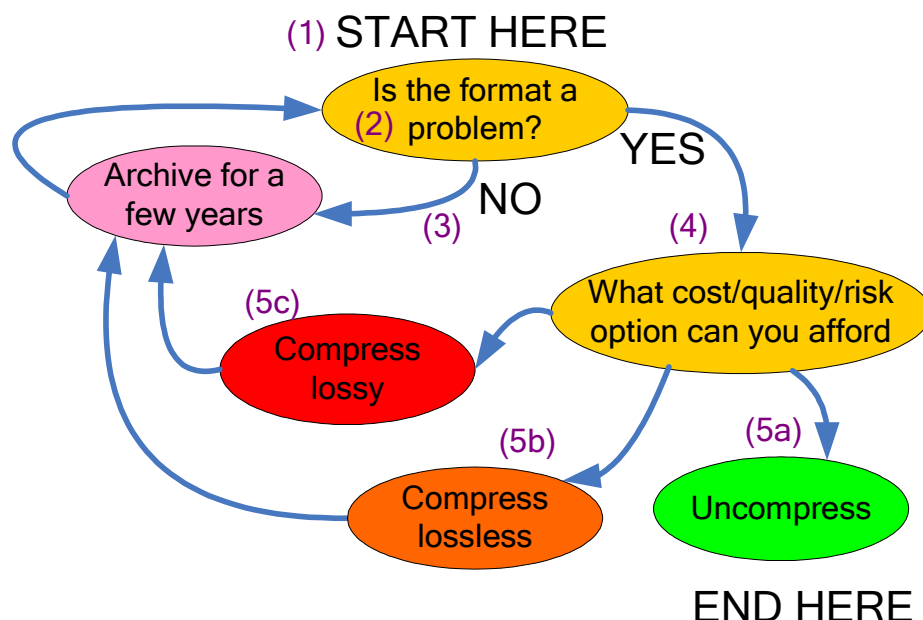 (1) START HERE
Is the format a
(2) problem?
YES
Archive for a
few years
NO
(3)
(4)
What cost/quality/risk
option can you afford
(5c)
Compress
lossy
(5b)
(5a)
Compress
lossless
Uncompress
END HERE